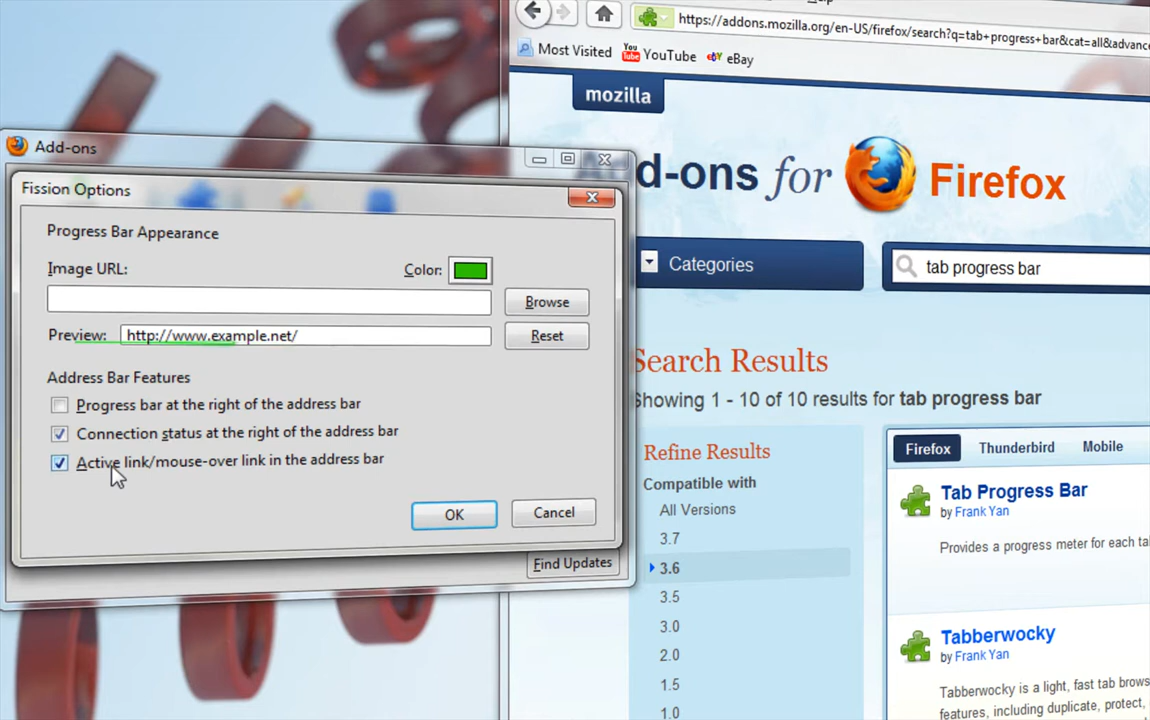 https://addons.mozilla.org/en-US/firefox/search?q=tab+progress+bar&cat=all&advance
Most Visited
You
Tube
YouTube
eBay
mozilla
Add-ons
Add-ons for Firefox
Fission Options
Progress Bar Appearance
Image URL:
Color:
Browse
Preview:
http://www.example.net/
Reset
Address Bar Features
Progress bar at the right of the address bar
Connection status at the right of the address bar
Active link/mouse-over link in the address bar
OK
Cancel
Find Updates
Categories
tab progress bar
Search Results
Showing 1 - 10 of 10 results for tab progress bar
Refine Results
Compatible with
All Versions
3.7
3.6
3.5
3.0
2.0
1.5
1.0
Firefox
Thunderbird
Mobile
Tab Progress Bar
by Frank Yan
Provides a progress meter for each ta
Tabberwocky
by Frank Yan
Tabberwocky is a light, fast tab brows
features, including duplicate, protect,